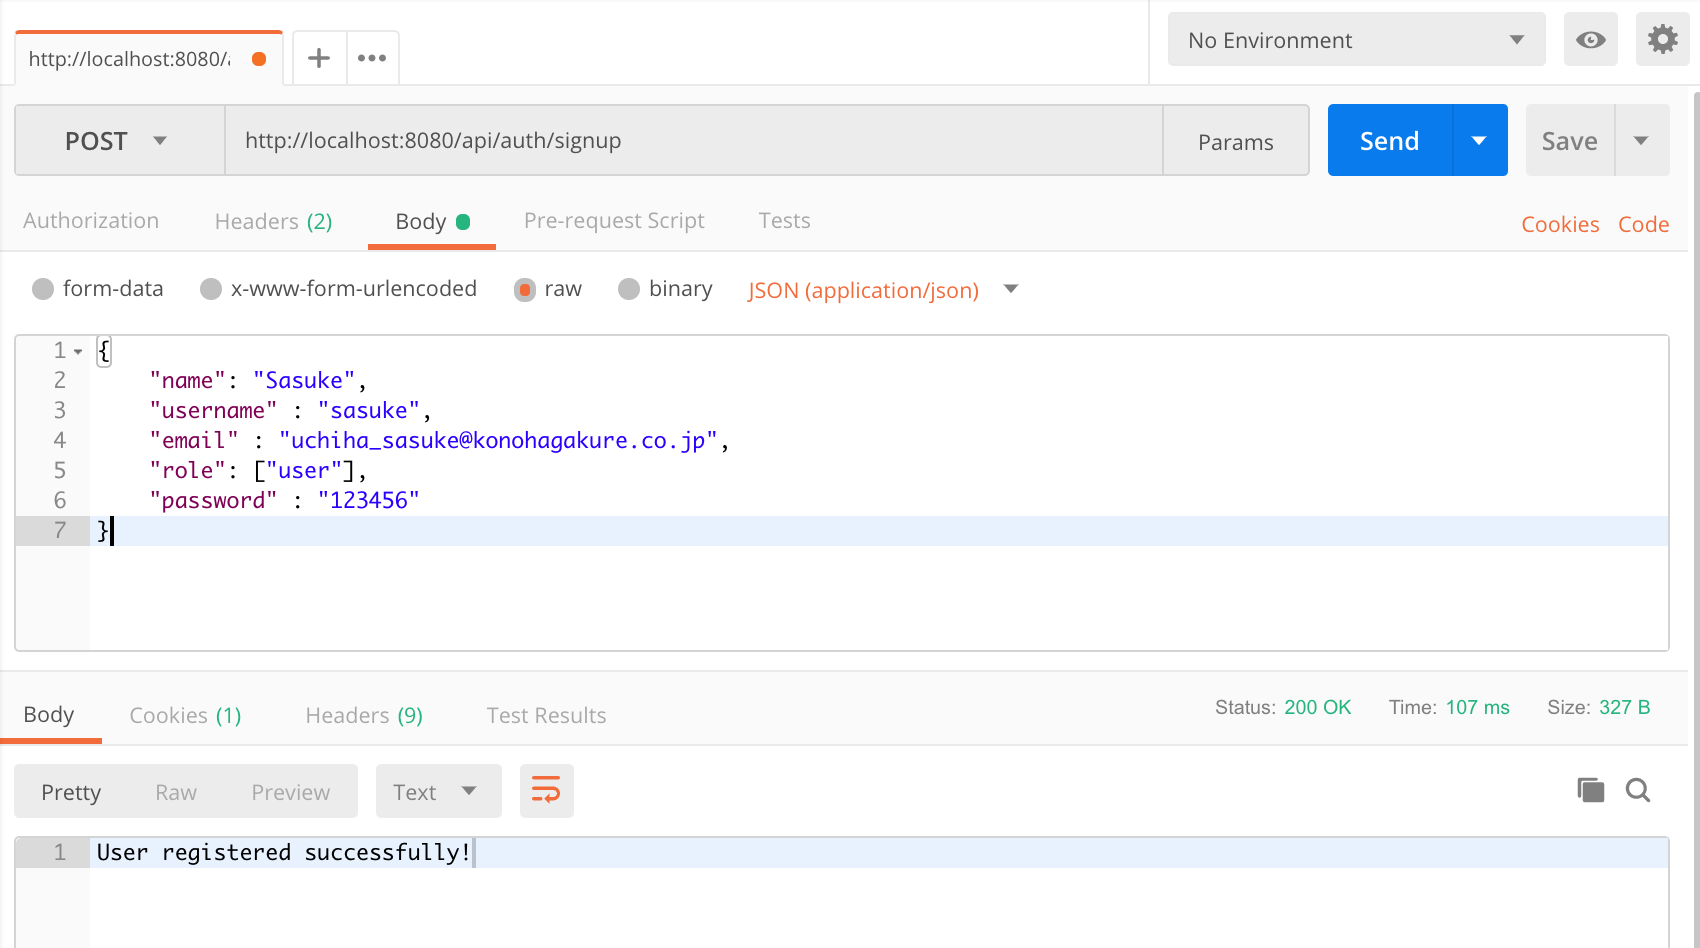 http://localhost:8080/a
No Environment
POST http://localhost:8080/api/auth/signup Params Send Save
Authorization Headers (2) Body Pre-request Script Tests Cookies Code
form-data x-www-form-urlencoded raw binary JSON (application/json)
1 {
2 "name": "Sasuke",
3 "username" : "sasuke",
4 "email" : "uchiha_sasuke@konohagakure.co.jp",
5 "role": ["user"],
6 "password" : "123456"
7 }
Body Cookies (1) Headers (9) Test Results Status: 200 OK Time: 107 ms Size: 327 B
Pretty Raw Preview Text
1 User registered successfully!